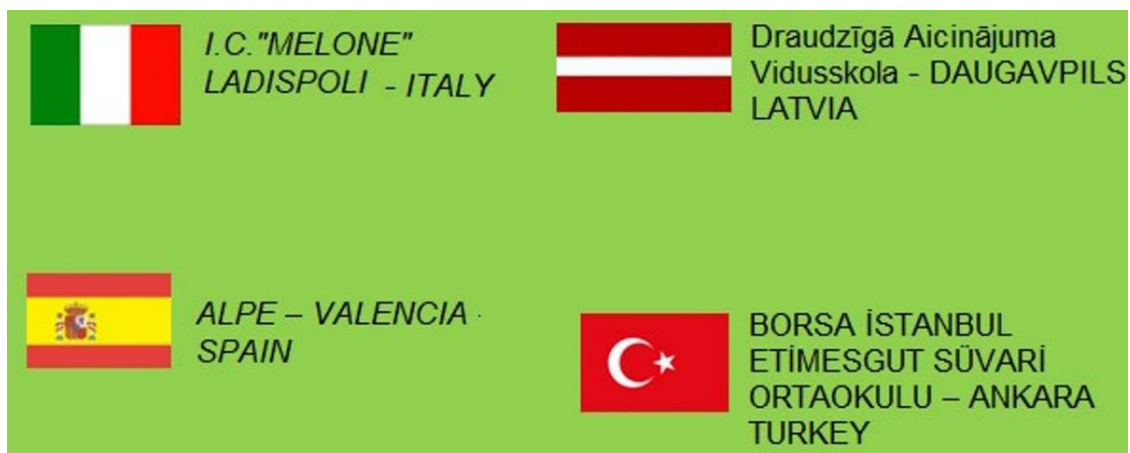 I.C."MELONE"
LADISPOLI - ITALY
Draudzīgā Aicinājuma
Vidusskola - DAUGAVPILS
LATVIA
ALPE – VALENCIA
SPAIN
BORSA İSTANBUL
ETİMESGUT SÜVARİ
ORTAOKULU – ANKARA
TURKEY